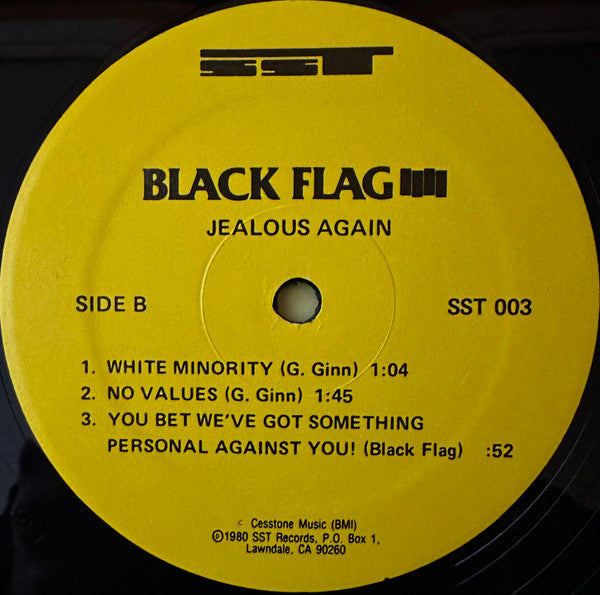 SST
BLACK FLAG
JEALOUS AGAIN
SIDE B
SST 003
1. WHITE MINORITY (G. Ginn) 1:04
2. NO VALUES (G. Ginn) 1:45
3. YOU BET WE'VE GOT SOMETHING
PERSONAL AGAINST YOU! (Black Flag) :52
Cesstone Music (BMI)
℗1980 SST Records, P.O. Box 1,
Lawndale, CA 90260